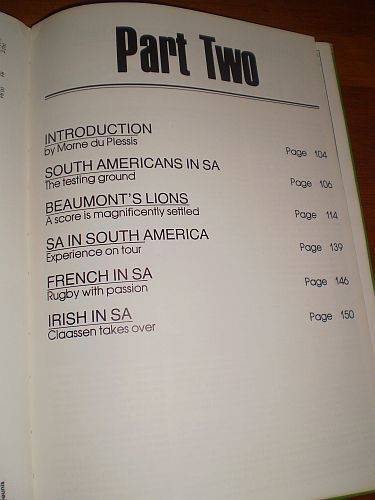 Part Two
INTRODUCTION
by Morne du Plessis
Page 104
SOUTH AMERICANS IN SA
The testing ground
Page 106
BEAUMONT'S LIONS
A score is magnificently settled
Page 114
SA IN SOUTH AMERICA
Experience on tour
Page 139
FRENCH IN SA
Rugby with passion
Page 146
IRISH IN SA
Claassen takes over
Page 150